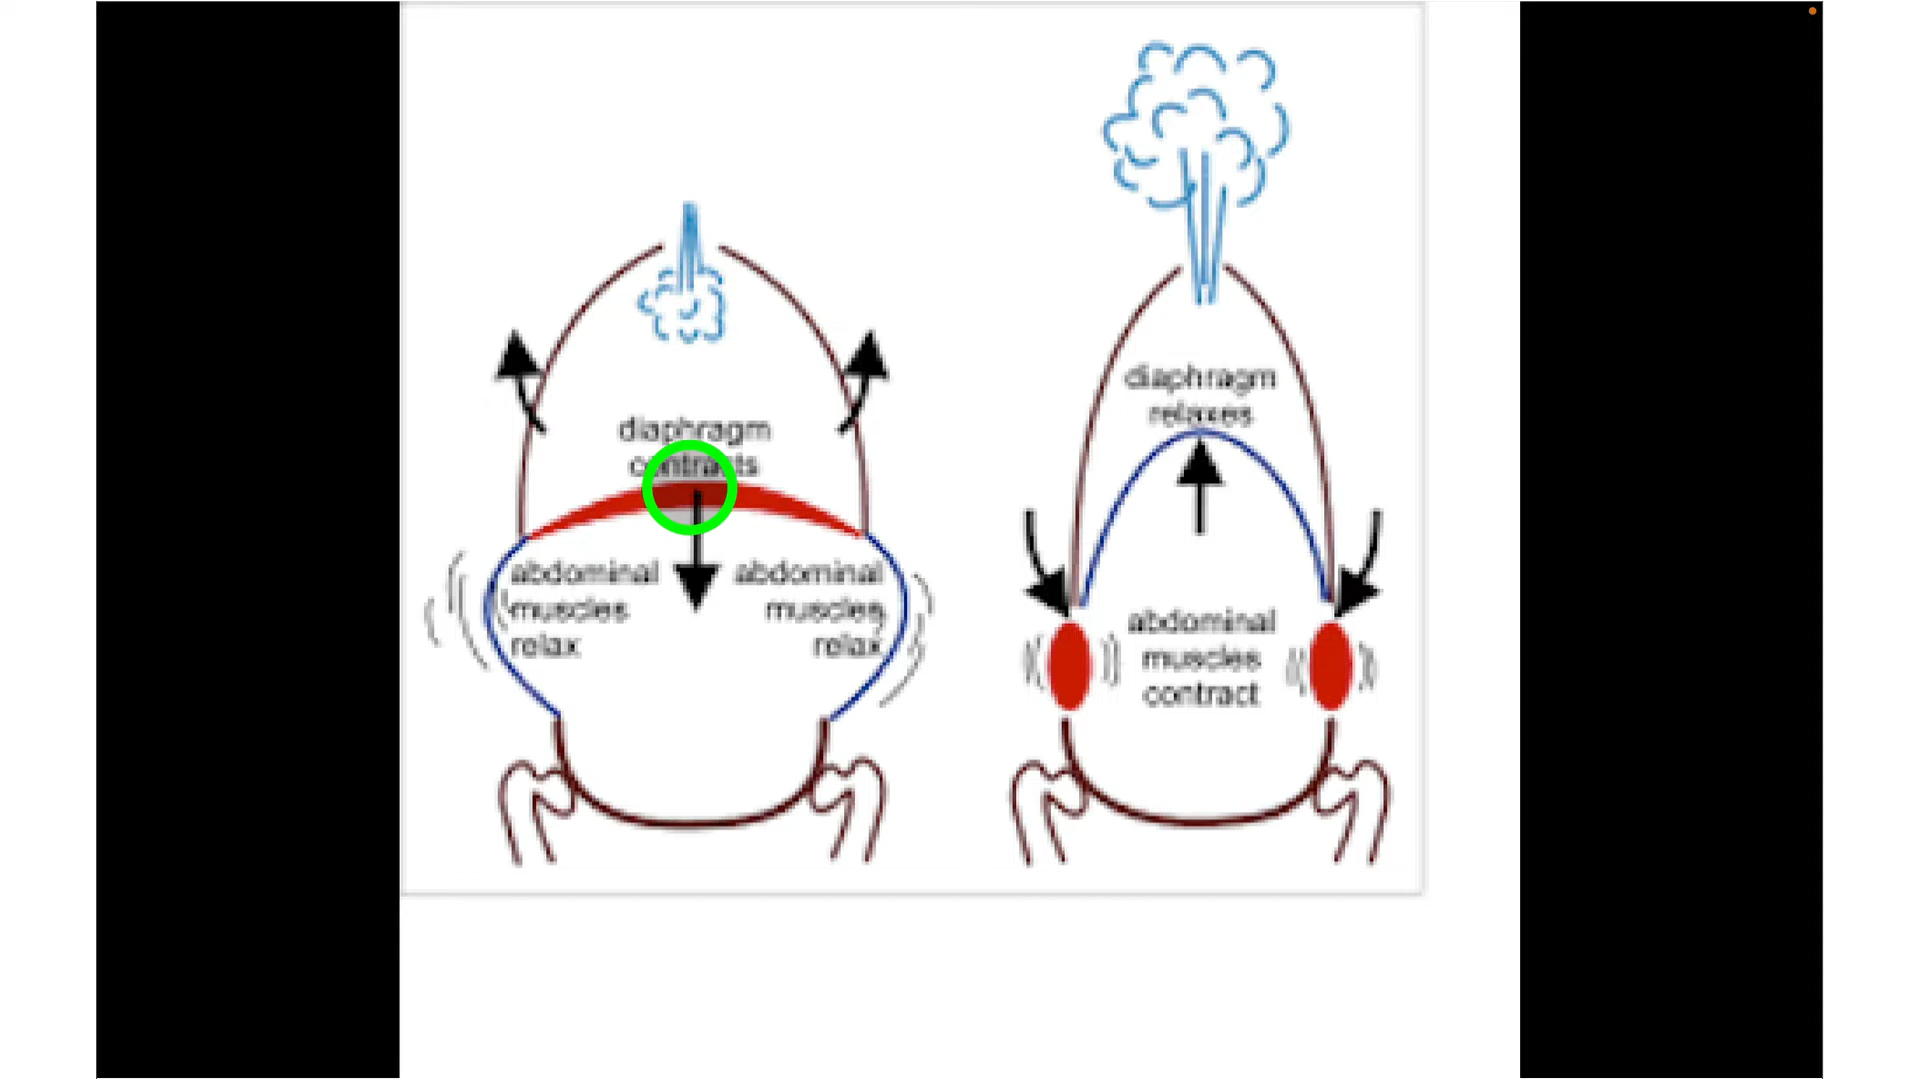 diaphragm
contracts
abdominal
muscles
relax
abdominal
muscles
relax
diaphragm
relaxes
abdominal
muscles
contract